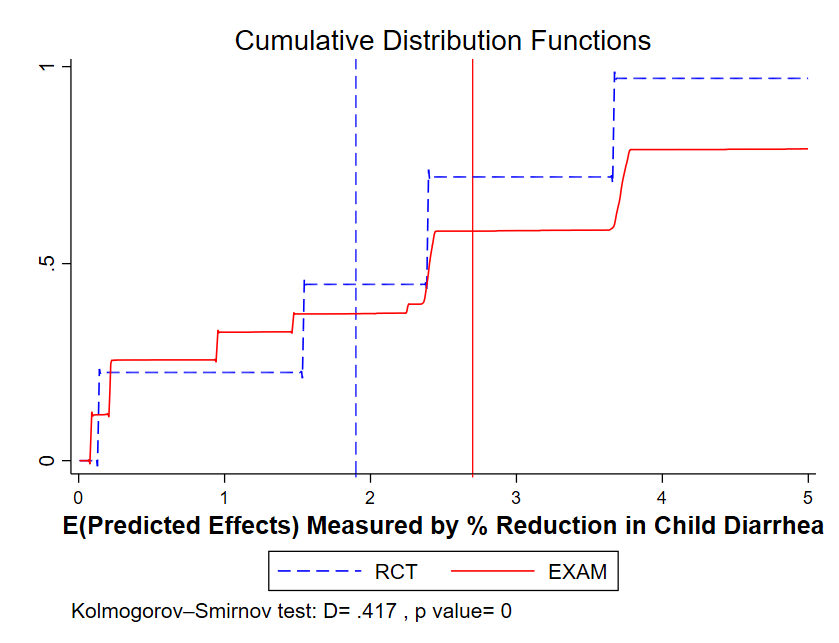 Cumulative Distribution Functions
1
.5
0
0 1 2 3 4 5
E(Predicted Effects) Measured by % Reduction in Child Diarrhea
RCT EXAM
Kolmogorov–Smirnov test: D= .417 , p value= 0